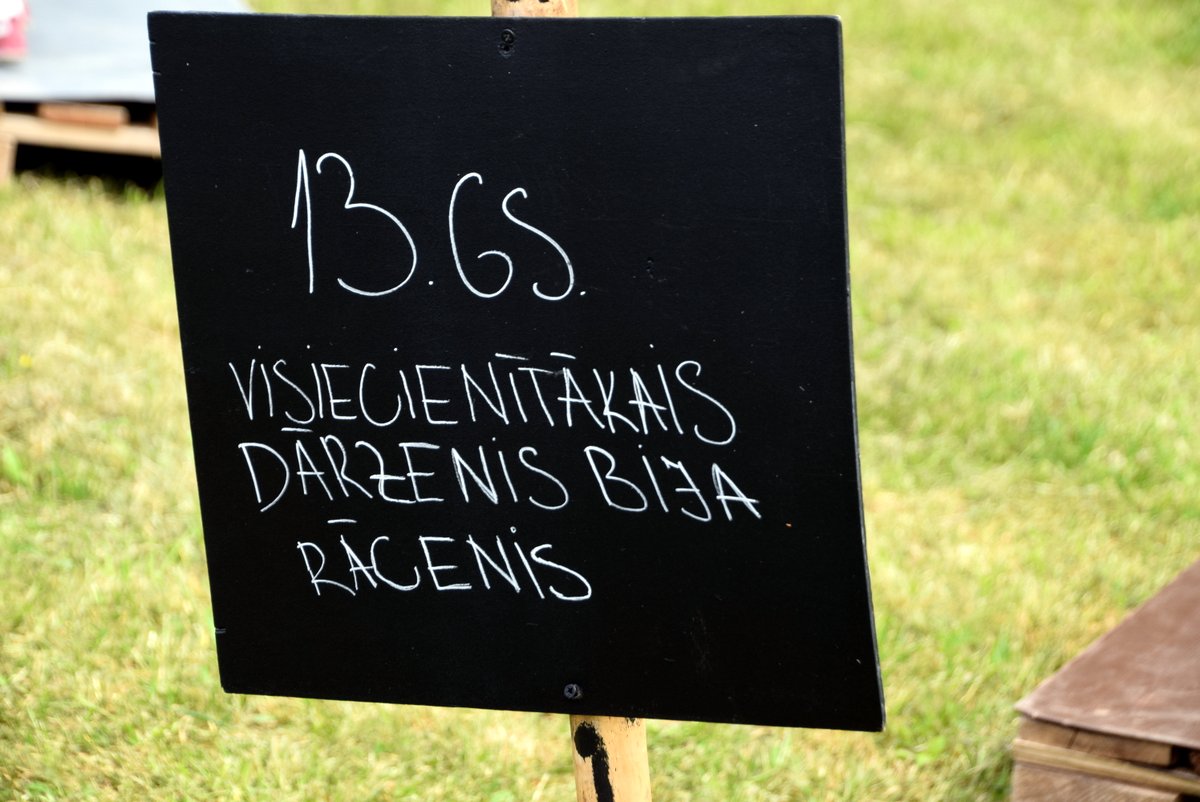 13. GS.
VISIECIENĪTĀKAIS
DĀRZENIS BIJA
RĀCENIS